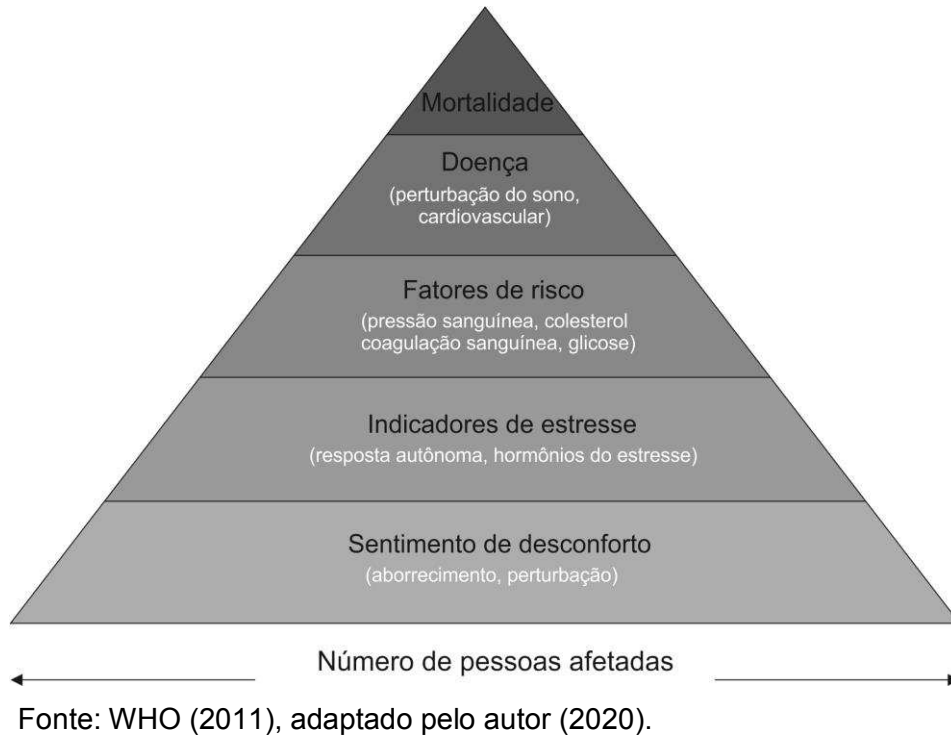 Mortalidade
Doença
(perturbação do sono,
cardiovascular)
Fatores de risco
(pressão sanguínea, colesterol
coagulação sanguínea, glicose)
Indicadores de estresse
(resposta autônoma, hormônios do estresse)
Sentimento de desconforto
(aborrecimento, perturbação)
Número de pessoas afetadas
Fonte: WHO (2011), adaptado pelo autor (2020).